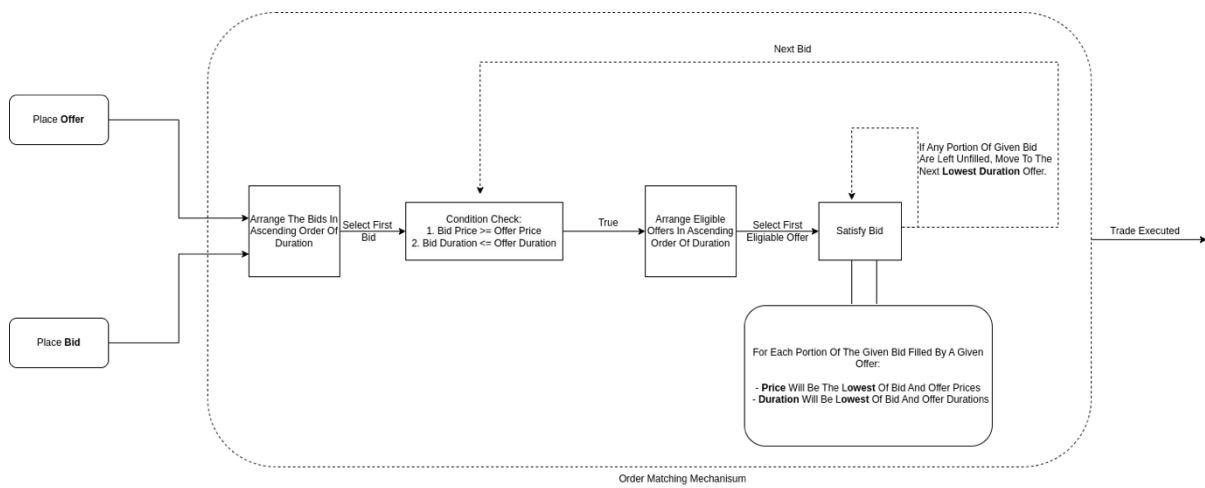 Next Bid
Place Offer
If Any Portion Of Given Bid
Are Left Unfilled, Move To The
Next Lowest Duration Offer.
Arrange The Bids In
Ascending Order Of
Duration
Select First
Bid
Condition Check:
1. Bid Price >= Offer Price
2. Bid Duration <= Offer Duration
True
Arrange Eligible
Offers In Ascending
Order Of Duration
Select First
Eligiable Offer
Satisfy Bid
Trade Executed
Place Bid
For Each Portion Of The Given Bid Filled By A Given
Offer:
- Price Will Be The Lowest Of Bid And Offer Prices
- Duration Will Be Lowest Of Bid And Offer Durations
Order Matching Mechanisum